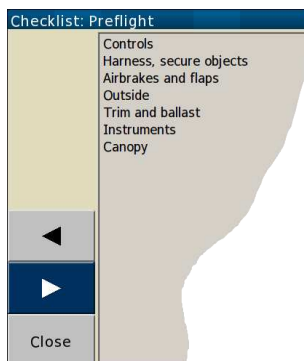 Checklist: Preflight
Controls
Harness, secure objects
Airbrakes and flaps
Outside
Trim and ballast
Instruments
Canopy
Close